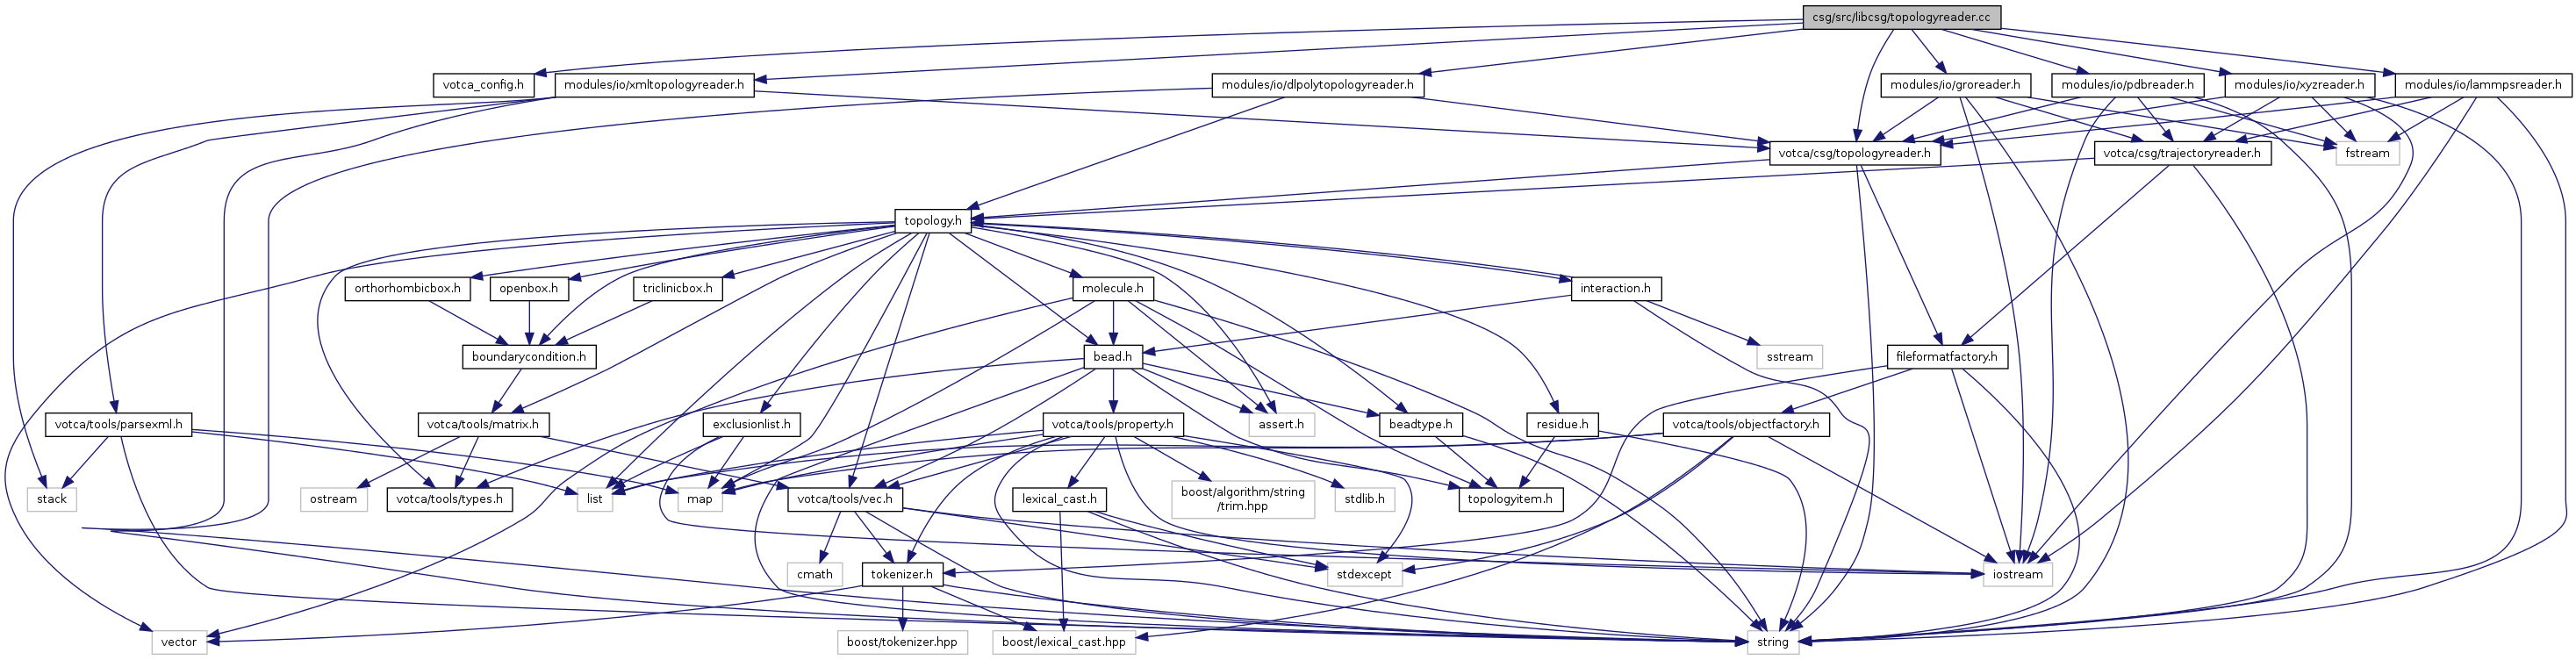 csg/src/libcsg/topologyreader.cc
votca_config.h
modules/io/xmltopologyreader.h
modules/io/dlpolytopologyreader.h
modules/io/groreader.h
modules/io/pdbreader.h
modules/io/xyzreader.h
modules/io/lammpsreader.h
votca/csg/topologyreader.h
votca/csg/trajectoryreader.h
fstream
topology.h
orthorhombicbox.h
openbox.h
triclinicbox.h
molecule.h
interaction.h
boundarycondition.h
bead.h
sstream
fileformatfactory.h
votca/tools/parsexml.h
votca/tools/matrix.h
exclusionlist.h
votca/tools/property.h
assert.h
beadtype.h
residue.h
votca/tools/objectfactory.h
stack
ostream
votca/tools/types.h
list
map
votca/tools/vec.h
lexical_cast.h
boost/algorithm/string
/trim.hpp
stdlib.h
topologyitem.h
cmath
tokenizer.h
stdexcept
iostream
vector
boost/tokenizer.hpp
boost/lexical_cast.hpp
string